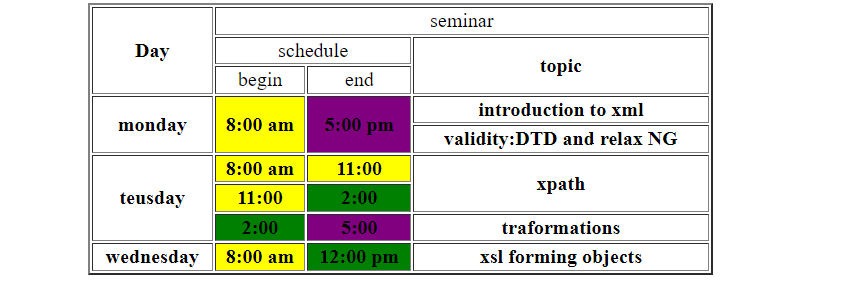 seminar
Day
schedule
topic
begin end
monday 8:00 am 5:00 pm introduction to xml
validity:DTD and relax NG
teusday 8:00 am 11:00 xpath
11:00 2:00
2:00 5:00 traformations
wednesday 8:00 am 12:00 pm xsl forming objects